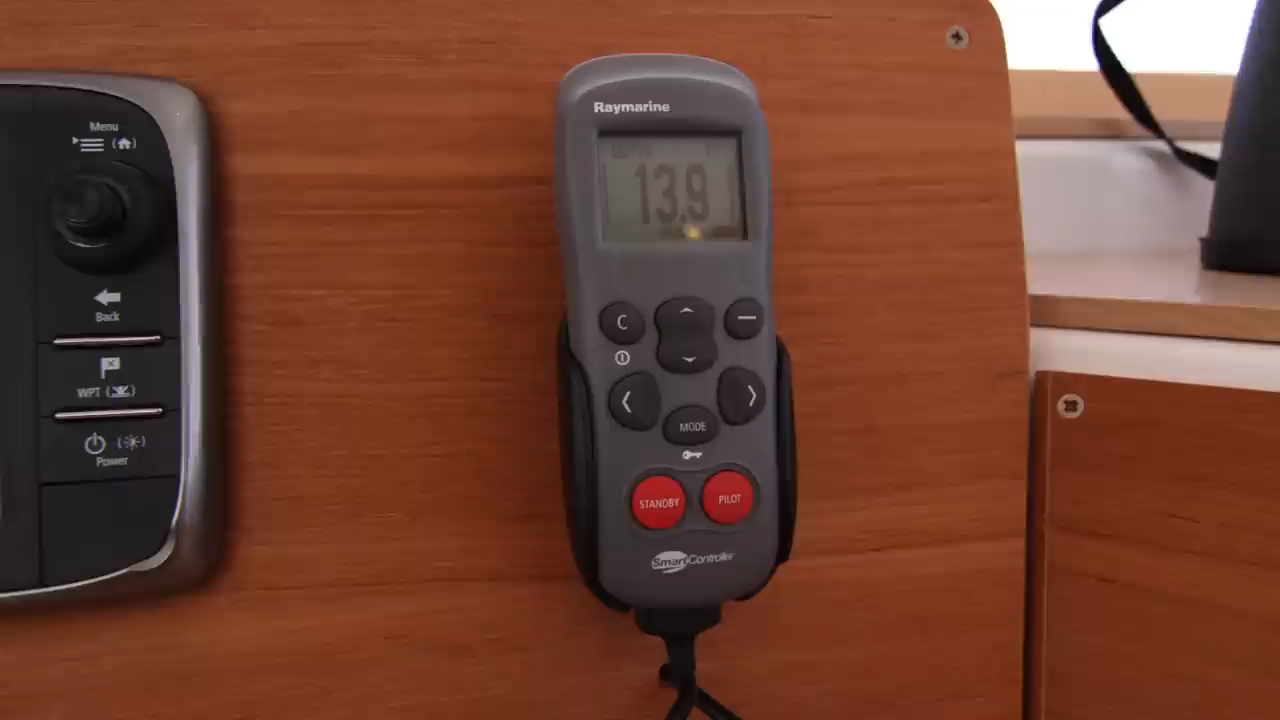 Menu
Back
WPT
Power
Raymarine
13.9
C
MODE
STANDBY
PILOT
SmartController